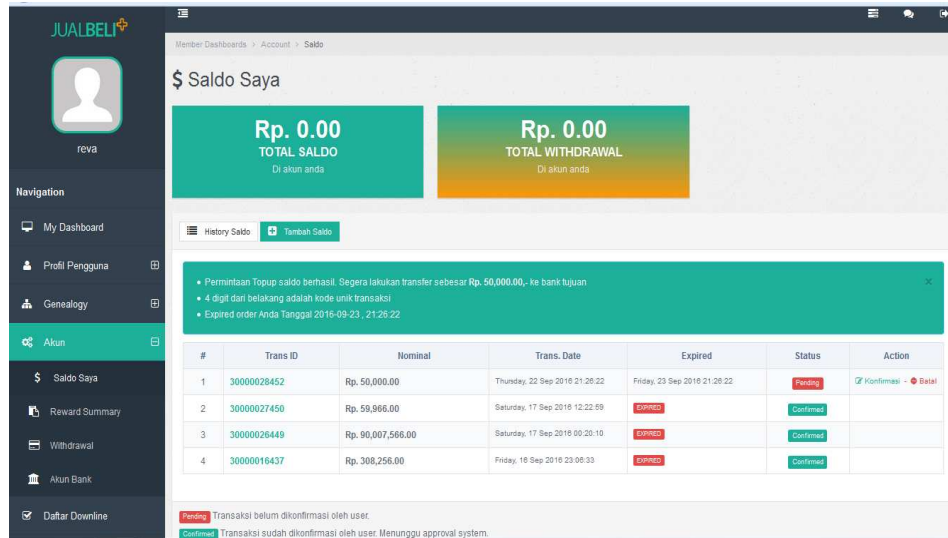 JUALBELI
reva
Navigation
My Dashboard
Profil Pengguna
Genealogy
Akun
$ Saldo Saya
Reward Summary
Withdrawal
Akun Bank
Daftar Downline
Member Dashboards > Account > Saldo
$ Saldo Saya
Rp. 0.00
TOTAL SALDO
Di akun anda
Rp. 0.00
TOTAL WITHDRAWAL
Di akun anda
History Saldo
Tambah Saldo
• Permintaan Topup saldo berhasil. Segera lakukan transfer sebesar Rp. 50,000.00,- ke bank tujuan
• 4 digit dari belakang adalah kode unik transaksi
• Expired order Anda Tanggal 2016-09-23 , 21:26:22
# Trans ID Nominal Trans. Date Expired Status Action
1 30000028452 Rp. 50,000.00 Thursday, 22 Sep 2016 21:26:22 Friday, 23 Sep 2016 21:26:22 Pending Konfirmasi - Batal
2 30000027450 Rp. 59,966.00 Saturday, 17 Sep 2016 12:22:59 EXPIRED Confirmed
3 30000026449 Rp. 90,007,566.00 Saturday, 17 Sep 2016 00:20:10 EXPIRED Confirmed
4 30000016437 Rp. 308,256.00 Friday, 16 Sep 2016 23:06:33 EXPIRED Confirmed
Pending Transaksi belum dikonfirmasi oleh user.
Confirmed Transaksi sudah dikonfirmasi oleh user. Menunggu approval system.